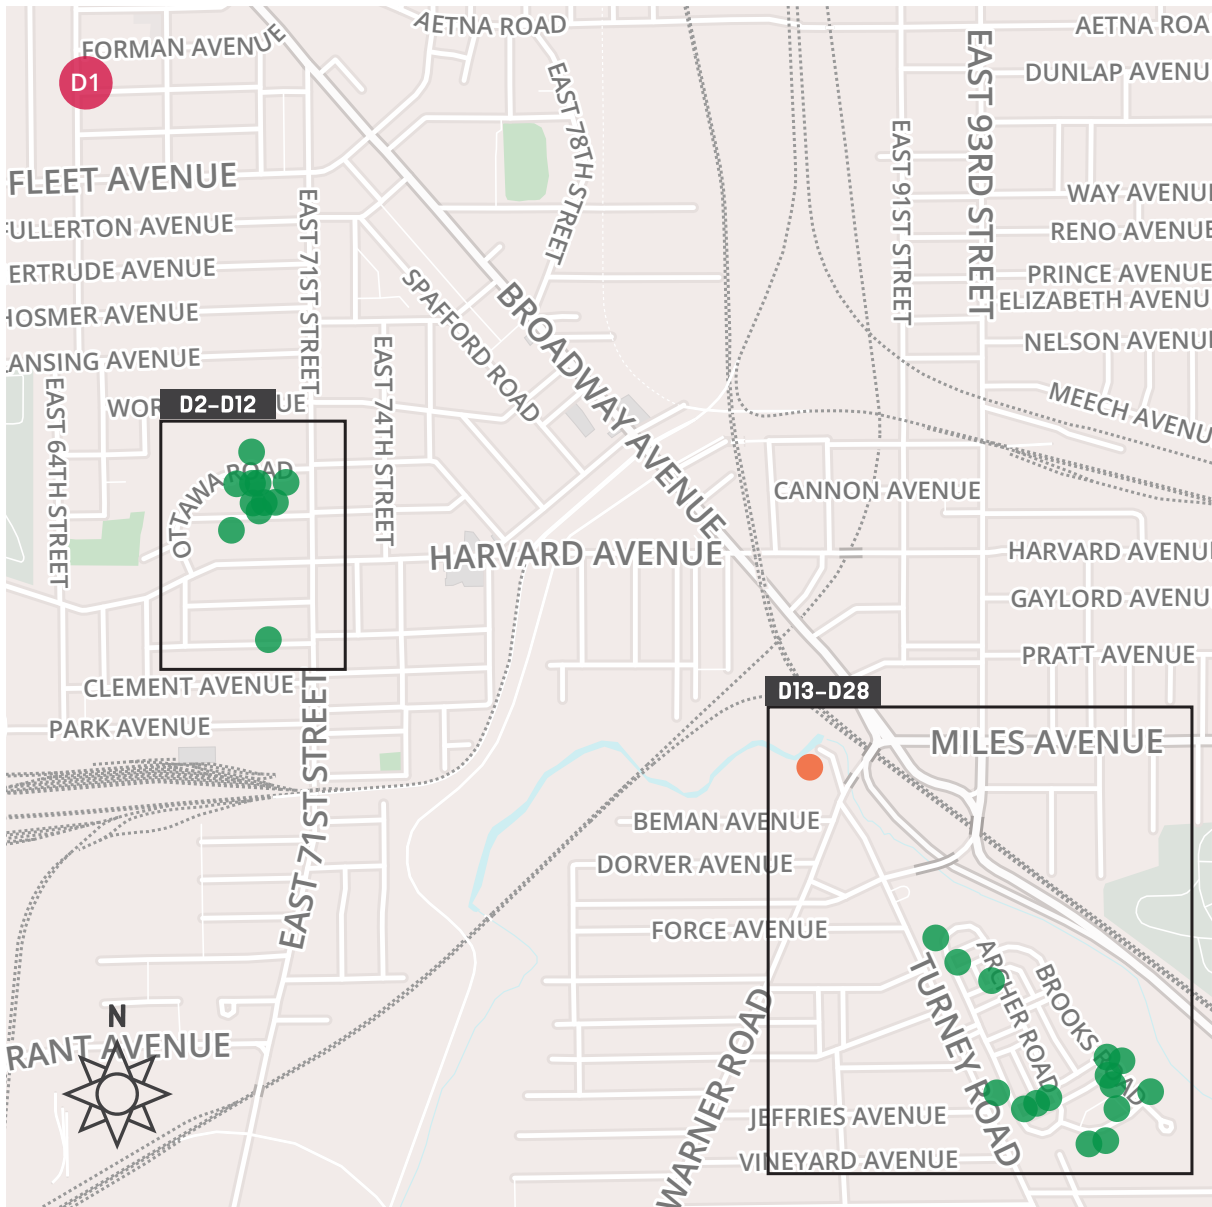 AETNA ROAD
AETNA ROA
FORMAN AVENUE
D1
DUNLAP AVENU
EAST 78TH STREET
EAST 93RD STREET
EAST 91ST STREET
FLEET AVENUE
WAY AVENU
FULLERTON AVENUE
EAST 71ST STREET
RENO AVENUE
ERTRUDE AVENUE
PRINCE AVENUE
SPAFFORD ROAD
BROADWAY AVENUE
ELIZABETH AVENU
HOSMER AVENUE
NELSON AVENU
LANSING AVENUE
EAST 74TH STREET
EAST 64TH STREET
MEECH AVENU
WOR
D2–D12
UE
OTTAWA ROAD
CANNON AVENUE
HARVARD AVENUE
HARVARD AVENU
GAYLORD AVENU
PRATT AVENUE
CLEMENT AVENUE
D13–D28
PARK AVENUE
EAST 71ST STREET
MILES AVENUE
BEMAN AVENUE
DORVER AVENUE
FORCE AVENUE
TURNEY ROAD
ARCHER ROAD
BROOKS AD
WARNER ROAD
N
RANT AVENUE
JEFFRIES AVENUE
VINEYARD AVENUE